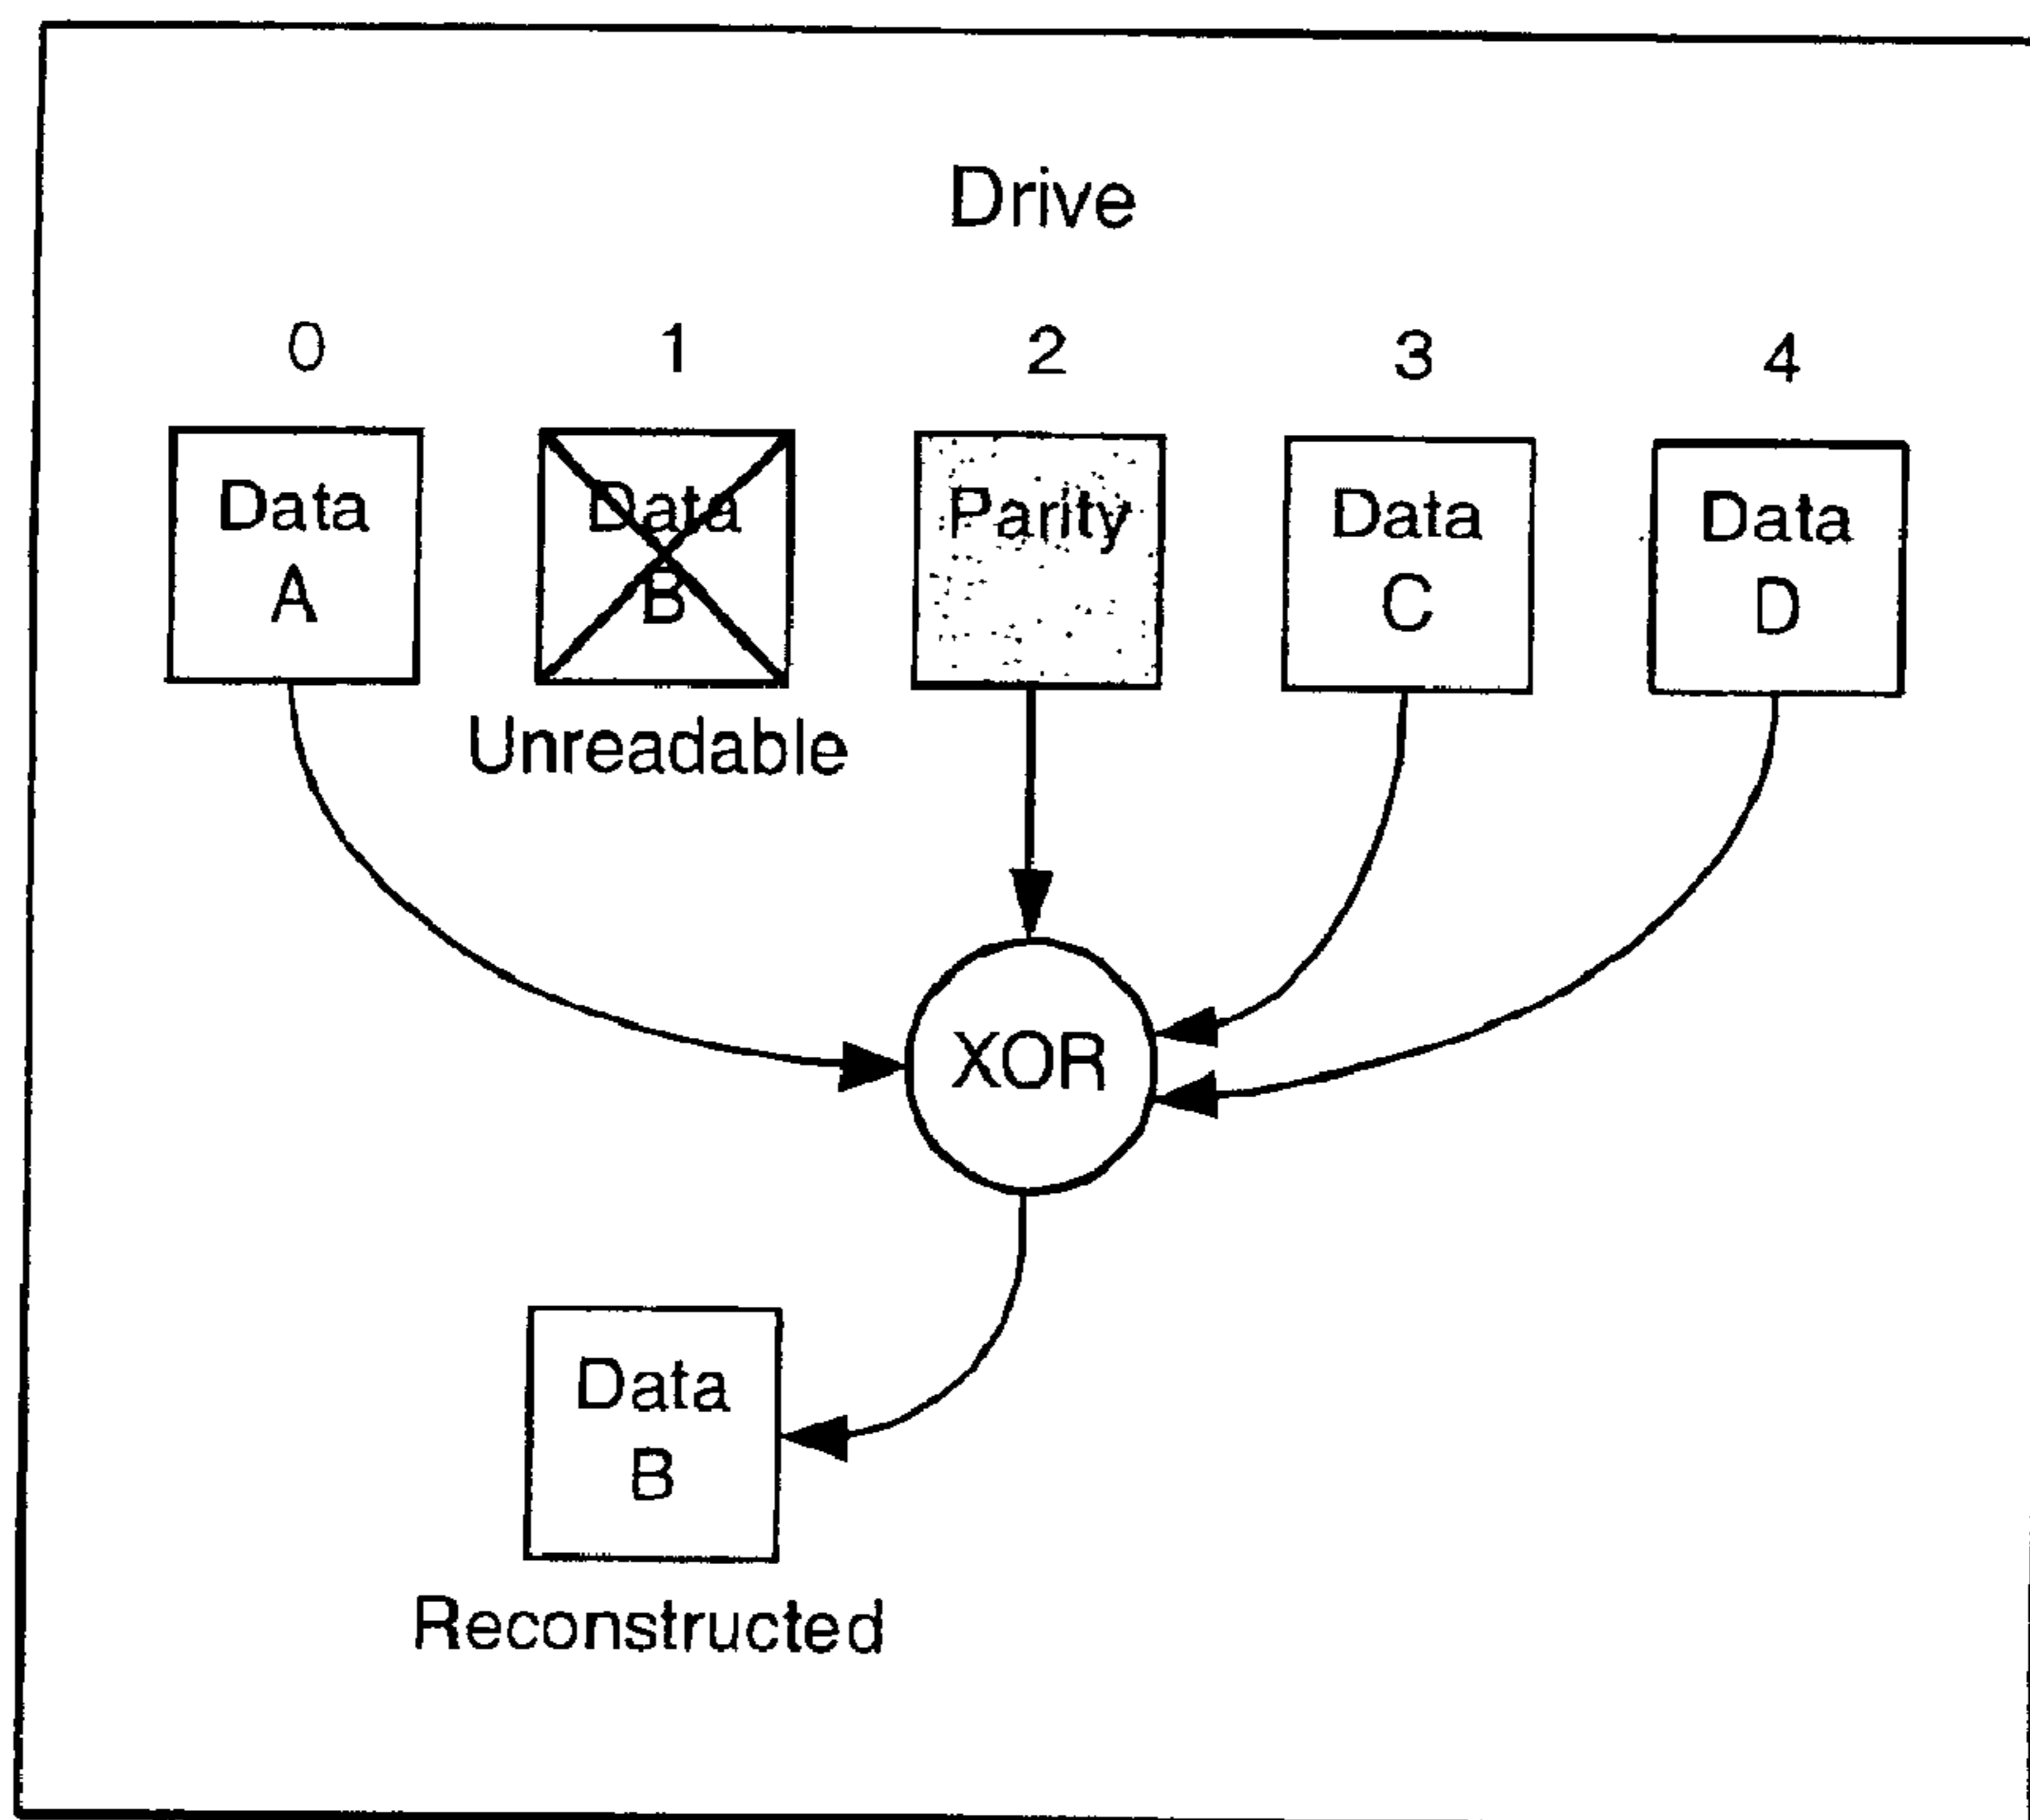 Drive
0 1 2 3 4
Data
A
Data
B
Parity
Data
C
Data
D
Unreadable
XOR
Data
B
Reconstructed